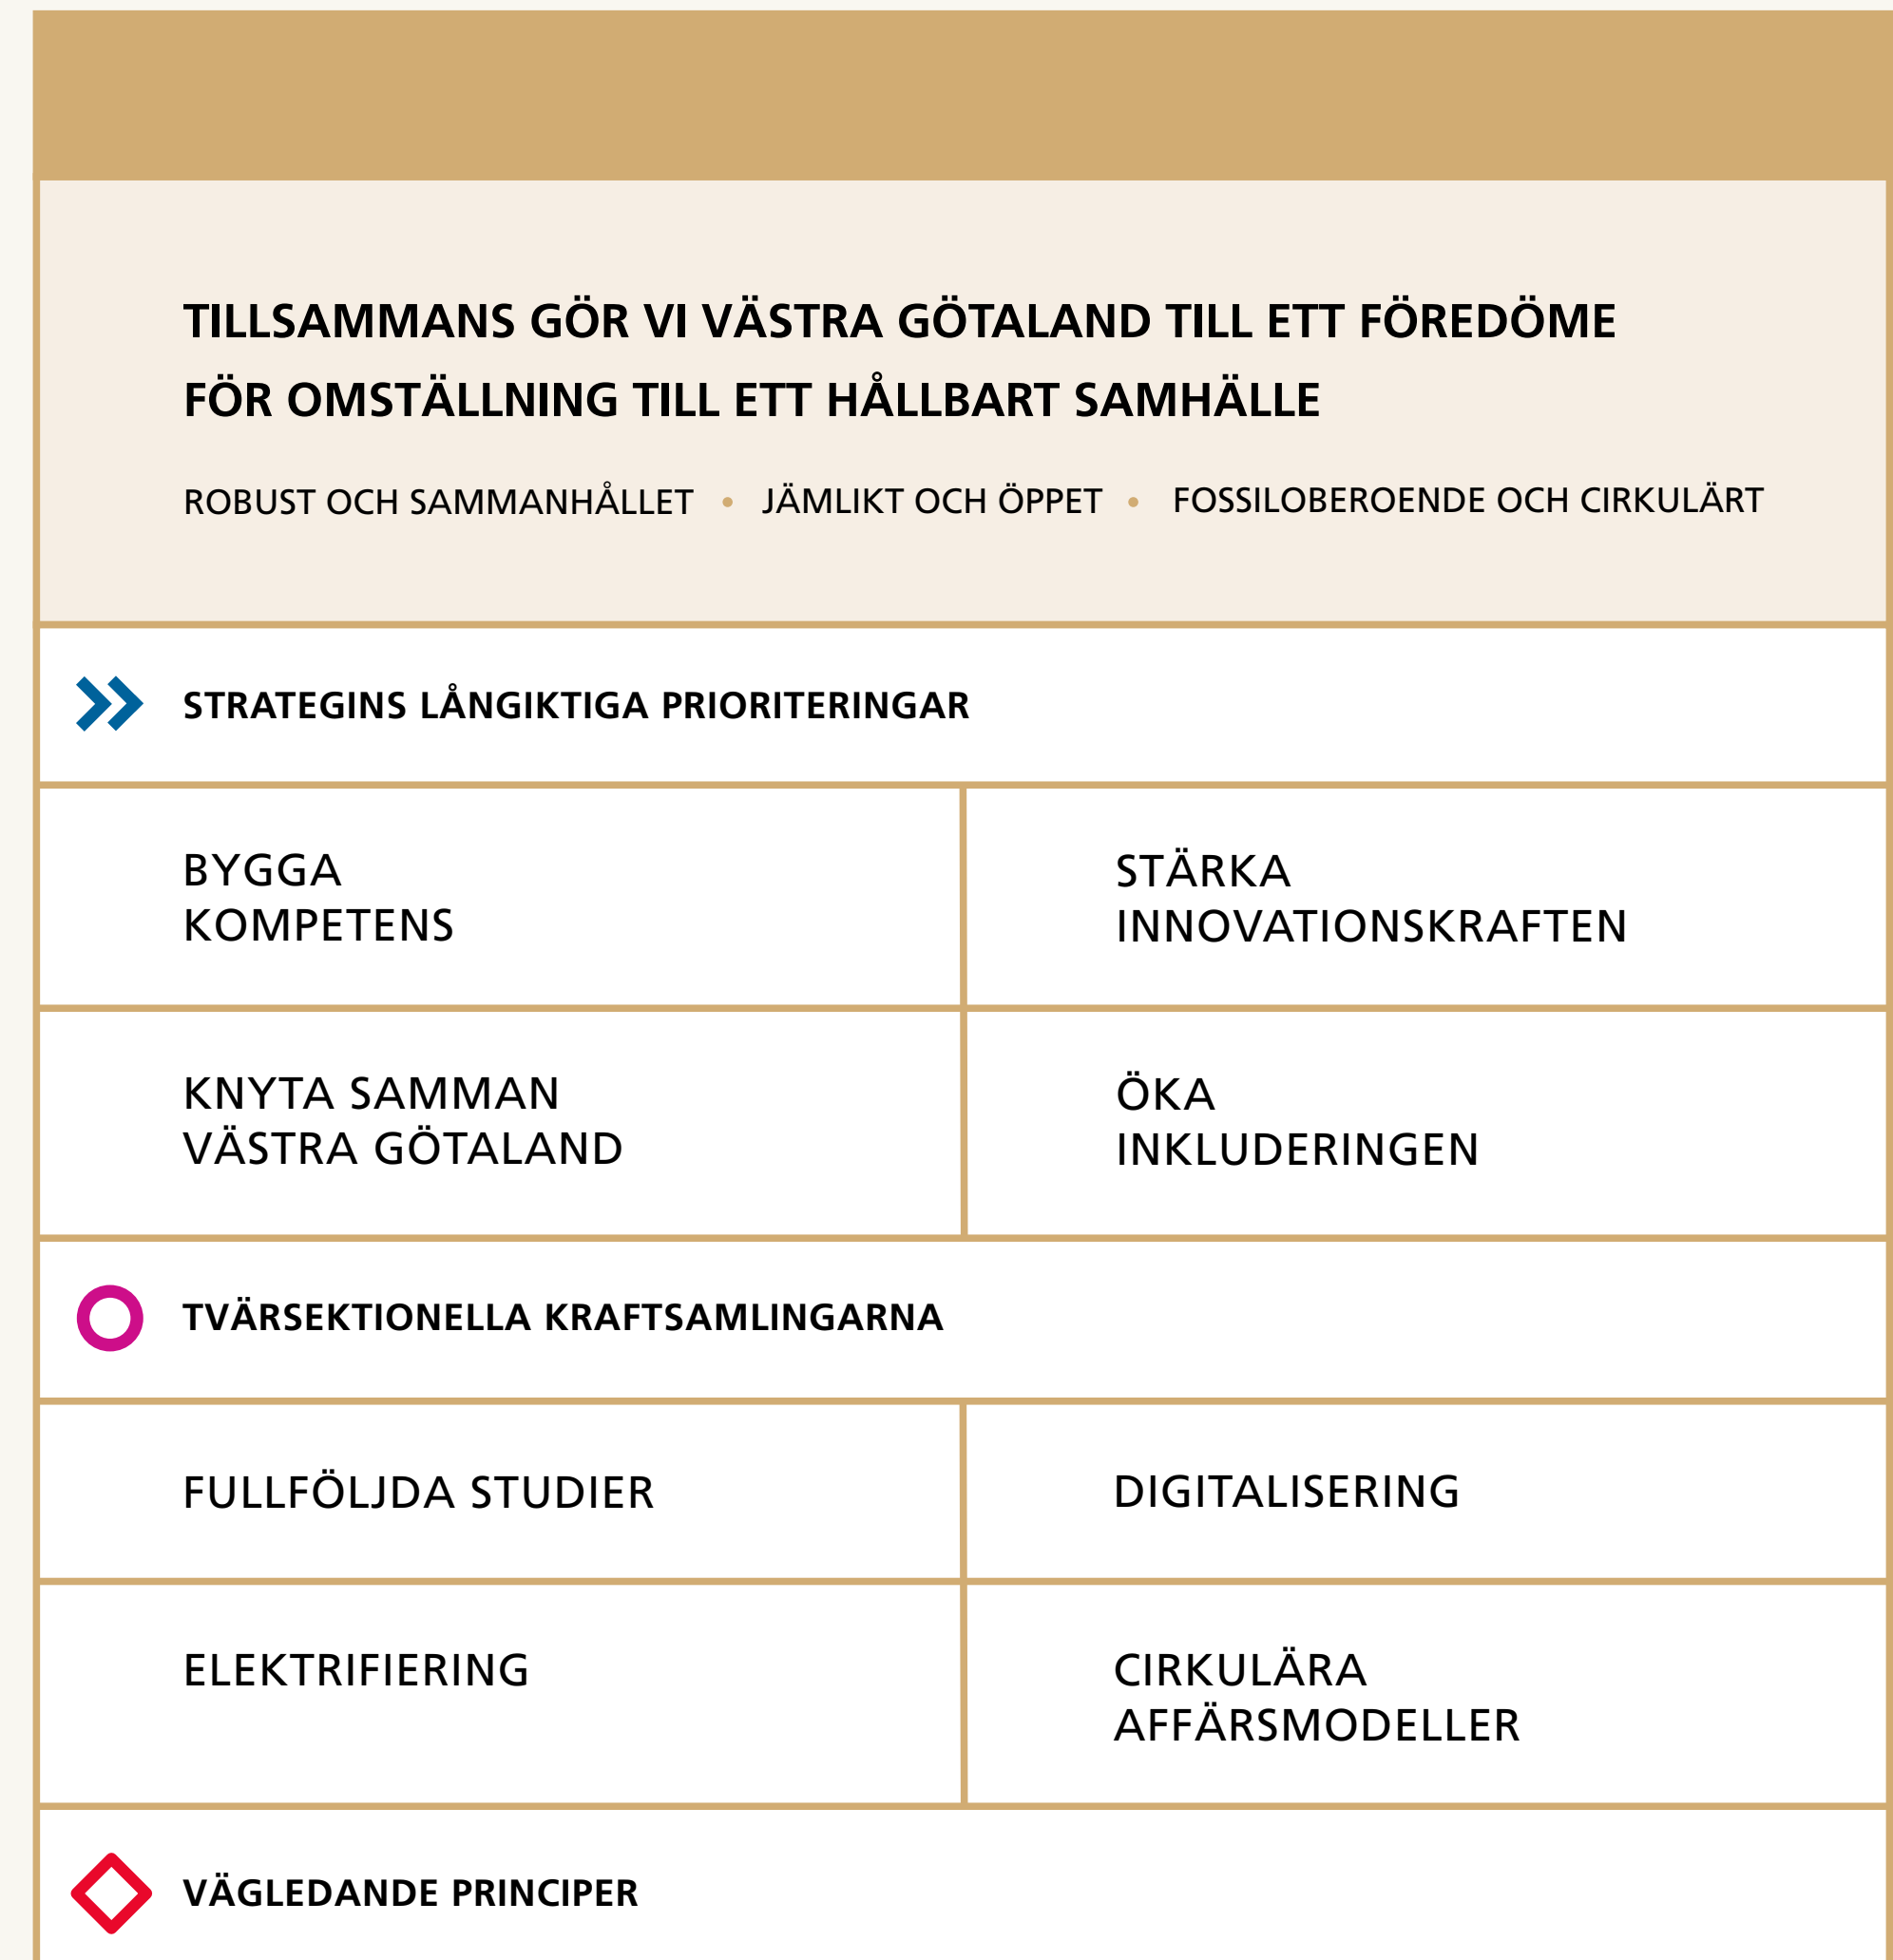 TILLSAMMANS GÖR VI VÄSTRA GÖTALAND TILL ETT FÖREDÖME
FÖR OMSTÄLLNING TILL ETT HÅLLBART SAMHÄLLE
ROBUST OCH SAMMANHÅLLET • JÄMLIKT OCH ÖPPET • FOSSILOBEROENDE OCH CIRKULÄRT
STRATEGINS LÅNGIKTIGA PRIORITERINGAR
BYGGA
KOMPETENS
STÄRKA
INNOVATIONSKRAFTEN
KNYTA SAMMAN
VÄSTRA GÖTALAND
ÖKA
INKLUDERINGEN
TVÄRSEKTIONELLA KRAFTSAMLINGARNA
FULLFÖLJDA STUDIER
DIGITALISERING
ELEKTRIFIERING
CIRKULÄRA
AFFÄRSMODELLER
VÄGLEDANDE PRINCIPER